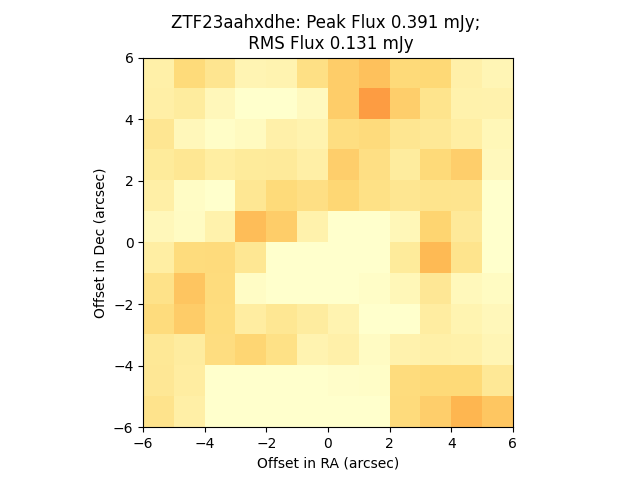 ZTF23aahxdhe: Peak Flux 0.391 mJy;
RMS Flux 0.131 mJy
6
4
2
0
−2
−4
−6
Offset in Dec (arcsec)
−6 −4 −2 0 2 4 6
Offset in RA (arcsec)